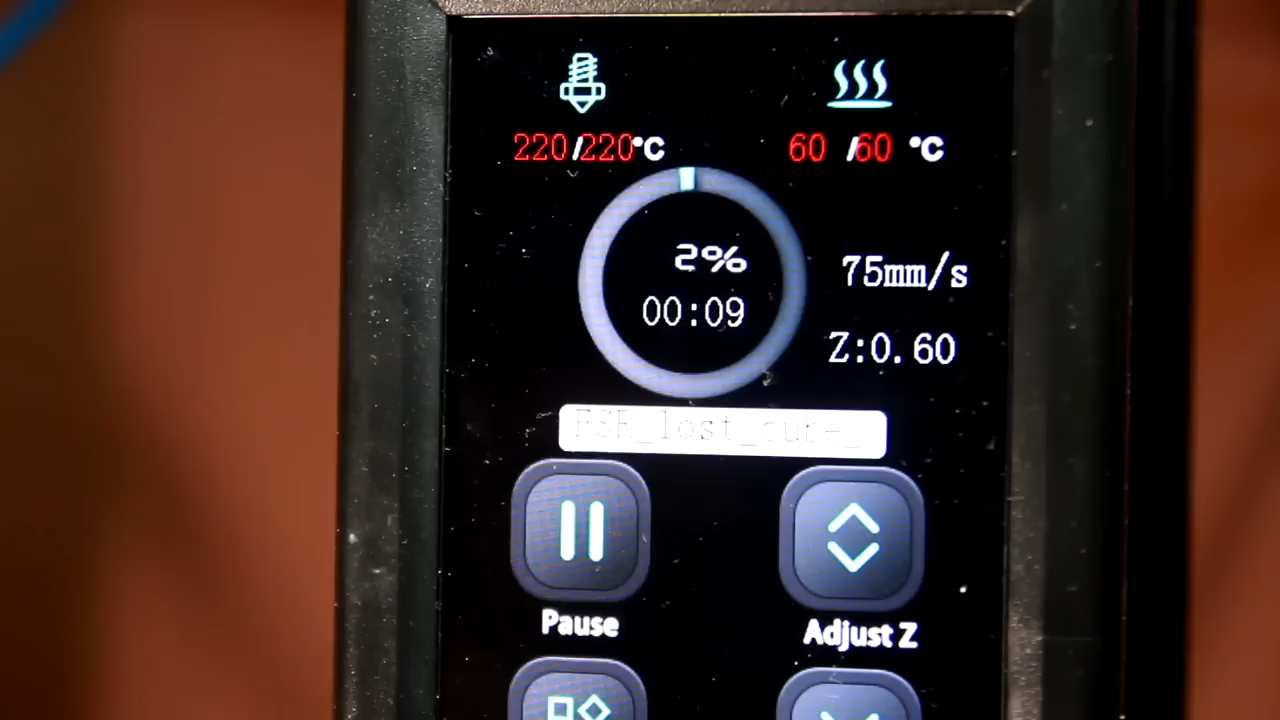 220/220°C
60 /60 °C
2%
00:09
75mm/s
Z:0.60
Pause
Adjust Z